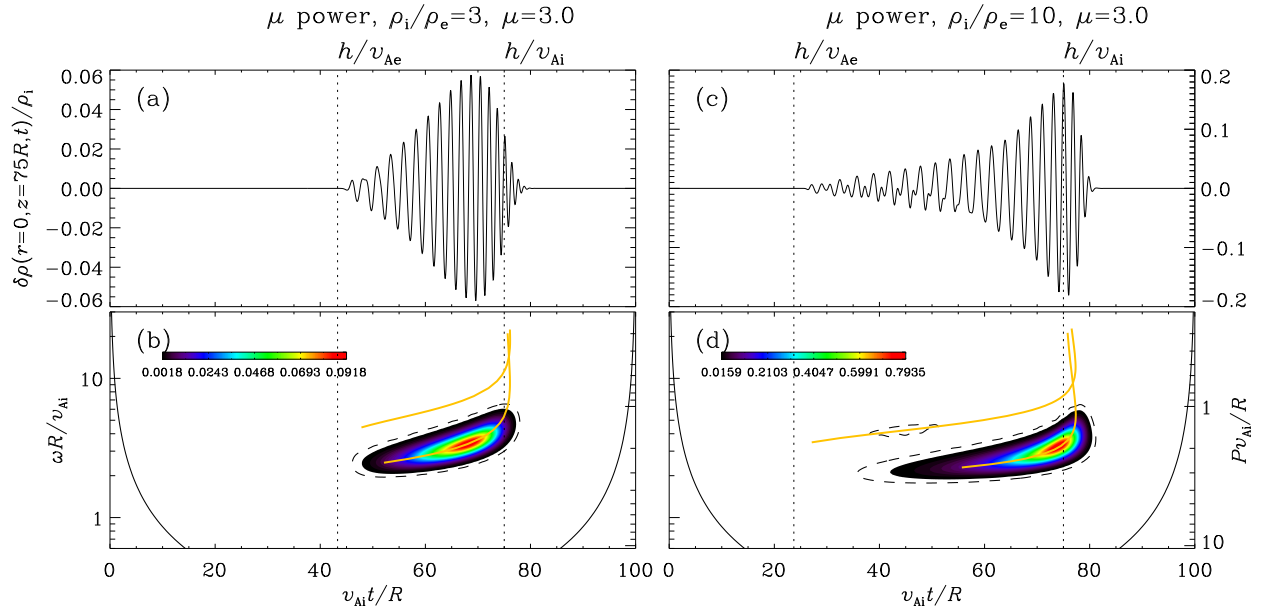 μ power, ρi/ρe=3, μ=3.0
μ power, ρi/ρe=10, μ=3.0
h/vAe
h/vAi
h/vAe
h/vAi
(a)
0.06
0.04
0.02
0.00
-0.02
-0.04
-0.06
δρ(r=0,z=75R,t)/ρi
(c)
0.2
0.1
0.0
-0.1
-0.2
(b)
0.0018 0.0243 0.0468 0.0693 0.0918
10
1
ωR/vAi
(d)
0.0159 0.2103 0.4047 0.5991 0.7935
1
10
PvAi/R
0 20 40 60 80 100
0 20 40 60 80 100
vAit/R
vAit/R